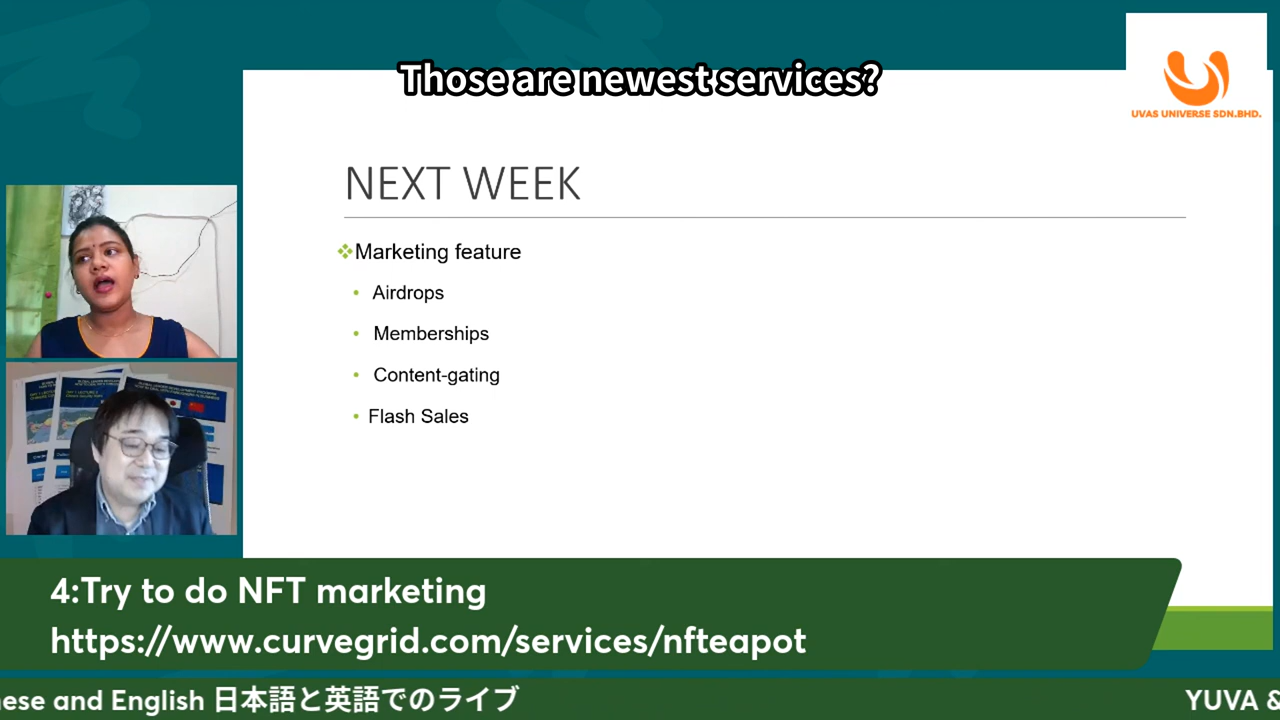 Those are newest services?
UVAS UNIVERSE SDN.BHD.
NEXT WEEK
Marketing feature
• Airdrops
• Memberships
• Content-gating
• Flash Sales
4:Try to do NFT marketing
https://www.curvegrid.com/services/nfteapot
nese and English 日本語と英語でのライブ
YUVA &